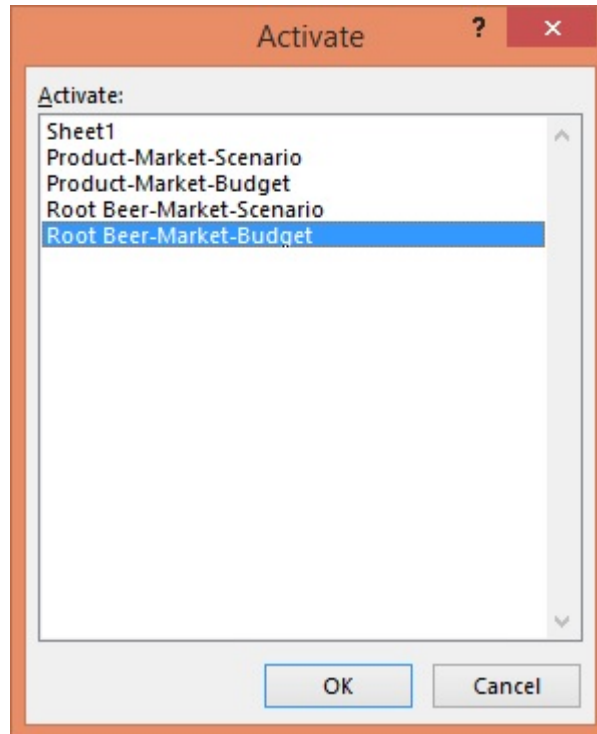 Activate
?
×
Activate:
Sheet1
Product-Market-Scenario
Product-Market-Budget
Root Beer-Market-Scenario
Root Beer-Market-Budget
OK
Cancel